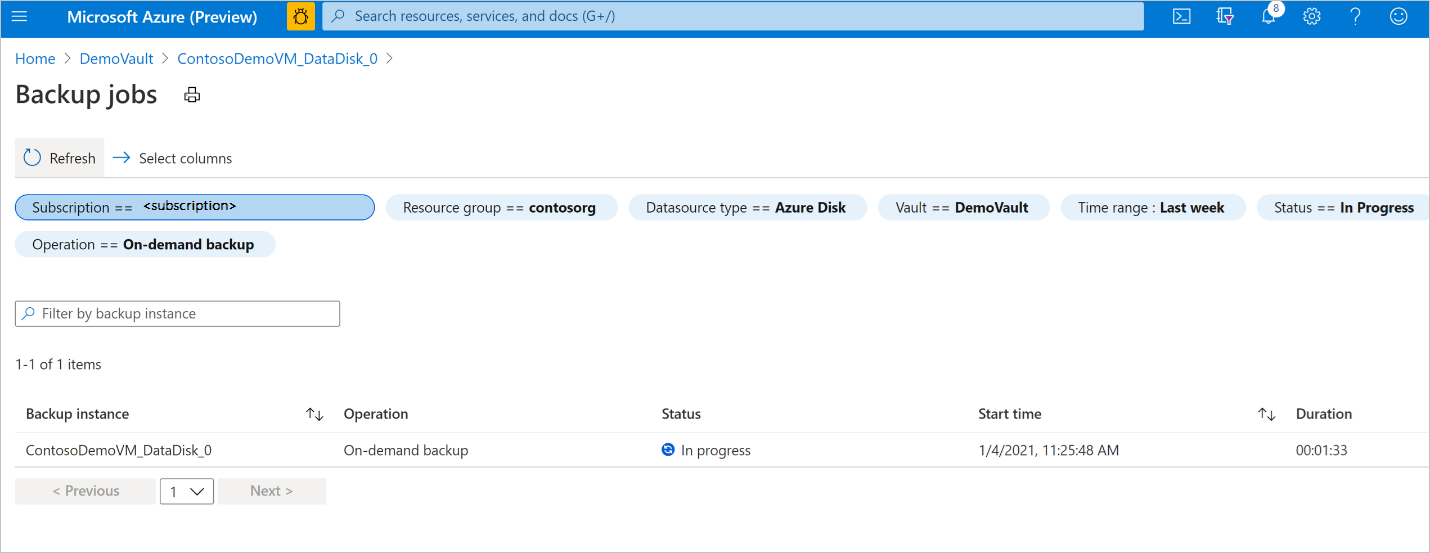 Microsoft Azure (Preview) Search resources, services, and docs (G+/) 8
Home > DemoVault > ContosoDemoVM_DataDisk_0 >
Backup jobs
Refresh Select columns
Subscription == <subscription> Resource group == contosorg Datasource type == Azure Disk Vault == DemoVault Time range : Last week Status == In Progress
Operation == On-demand backup
Filter by backup instance
1-1 of 1 items
Backup instance ↑↓ Operation Status Start time ↑↓ Duration
ContosoDemoVM_DataDisk_0 On-demand backup In progress 1/4/2021, 11:25:48 AM 00:01:33
< Previous 1 Next >